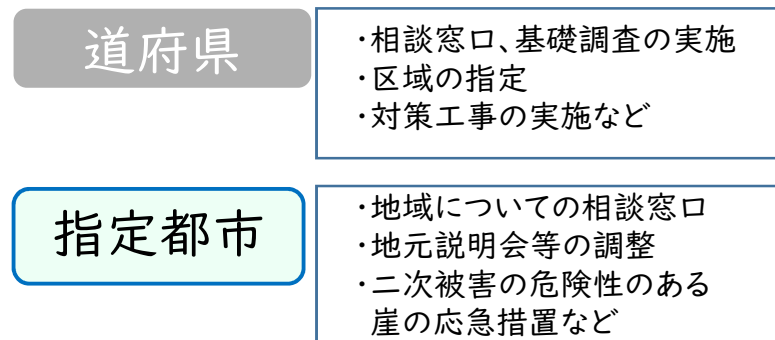 道府県
・相談窓口、基礎調査の実施
・区域の指定
・対策工事の実施など
指定都市
・地域についての相談窓口
・地元説明会等の調整
・二次被害の危険性のある
崖の応急措置など